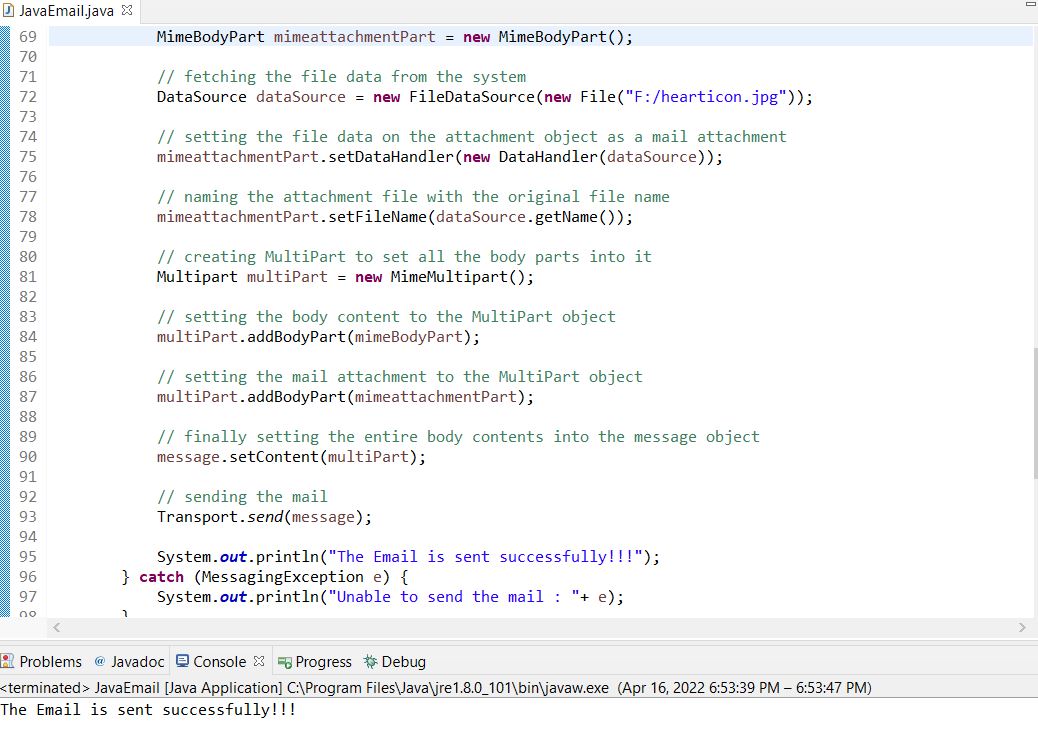 JavaEmail.java
69 MimeBodyPart mimeattachmentPart = new MimeBodyPart();
70
71 // fetching the file data from the system
72 DataSource dataSource = new FileDataSource(new File("F:/hearticon.jpg"));
73
74 // setting the file data on the attachment object as a mail attachment
75 mimeattachmentPart.setDataHandler(new DataHandler(dataSource));
76
77 // naming the attachment file with the original file name
78 mimeattachmentPart.setFileName(dataSource.getName());
79
80 // creating MultiPart to set all the body parts into it
81 Multipart multiPart = new MimeMultipart();
82
83 // setting the body content to the MultiPart object
84 multiPart.addBodyPart(mimeBodyPart);
85
86 // setting the mail attachment to the MultiPart object
87 multiPart.addBodyPart(mimeattachmentPart);
88
89 // finally setting the entire body contents into the message object
90 message.setContent(multiPart);
91
92 // sending the mail
93 Transport.send(message);
94
95 System.out.println("The Email is sent successfully!!!");
96 } catch (MessagingException e) {
97 System.out.println("Unable to send the mail : "+ e);
98 }
Problems @ Javadoc Console Progress Debug
<terminated> JavaEmail [Java Application] C:\Program Files\Java\jre1.8.0_101\bin\javaw.exe (Apr 16, 2022 6:53:39 PM – 6:53:47 PM)
The Email is sent successfully!!!